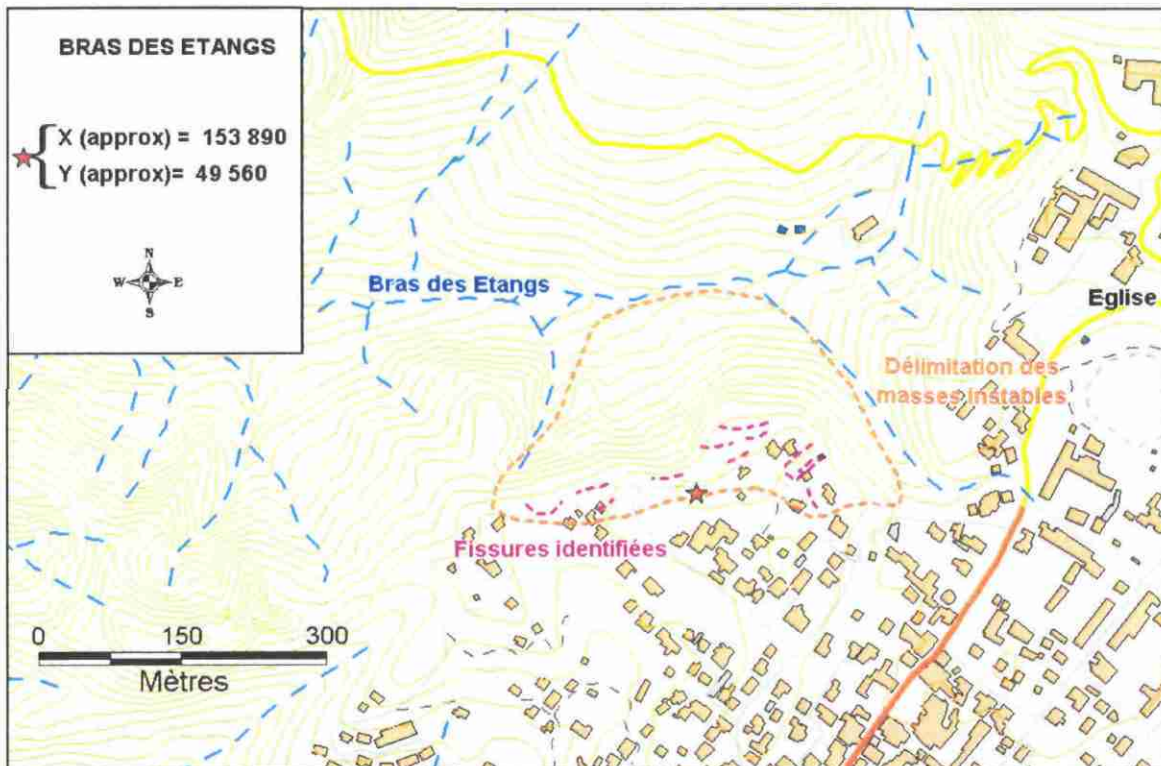 BRAS DES ETANGS
X (approx) = 153 890
Y (approx)= 49 560
N
W E
S
Bras des Etangs
Eglise
Délimitation des
masses instables
Fissures identifiées
0 150 300
Mètres